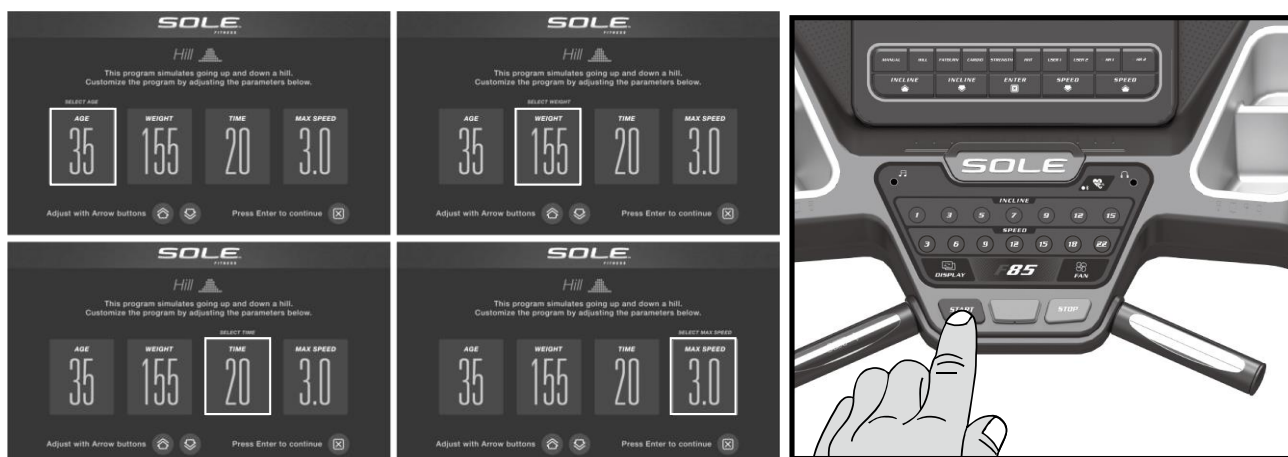 SOLE
FITNESS
Hill
This program simulates going up and down a hill.
Customize the program by adjusting the parameters below.
SELECT AGE
AGE WEIGHT TIME MAX SPEED
35 155 20 3.0
Adjust with Arrow buttons Press Enter to continue
SOLE
FITNESS
Hill
This program simulates going up and down a hill.
Customize the program by adjusting the parameters below.
SELECT WEIGHT
AGE WEIGHT TIME MAX SPEED
35 155 20 3.0
Adjust with Arrow buttons Press Enter to continue
SOLE
FITNESS
Hill
This program simulates going up and down a hill.
Customize the program by adjusting the parameters below.
SELECT TIME
AGE WEIGHT TIME MAX SPEED
35 155 20 3.0
Adjust with Arrow buttons Press Enter to continue
SOLE
FITNESS
Hill
This program simulates going up and down a hill.
Customize the program by adjusting the parameters below.
SELECT MAX SPEED
AGE WEIGHT TIME MAX SPEED
35 155 20 3.0
Adjust with Arrow buttons Press Enter to continue
MANUAL HILL FATBURN CARDIO STRENGTH HIIT USER 1 USER 2 HR 1 HR 2
INCLINE INCLINE ENTER SPEED SPEED
SOLE
INCLINE
1 3 5 7 9 12 15
SPEED
3 6 9 12 15 18 22
DISPLAY F85 FAN
START STOP